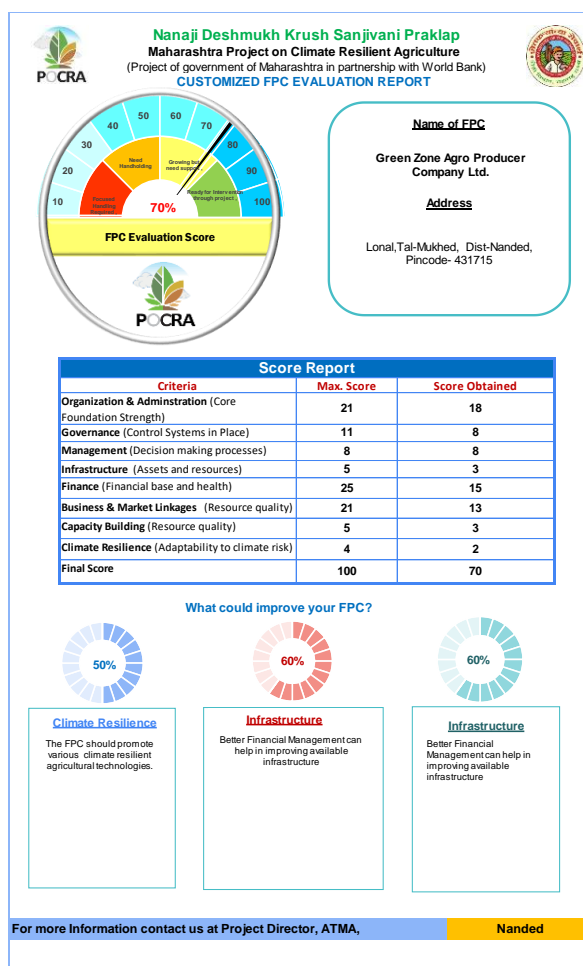 Nanaji Deshmukh Krush Sanjivani Praklap
Maharashtra Project on Climate Resilient Agriculture
(Project of government of Maharashtra in partnership with World Bank)
CUSTOMIZED FPC EVALUATION REPORT
POCRA
10
20
30
40
50
60
70
80
90
100
Need
Handholding
Growing but
need support .
Ready for Intervention
through project .
70%
FPC Evaluation Score
POCRA
Name of FPC
Green Zone Agro Producer
Company Ltd.
Address
Lonal,Tal-Mukhed, Dist-Nanded,
Pincode- 431715
Score Report
Criteria Max. Score Score Obtained
Organization & Adminstration (Core
Foundation Strength) 21 18
Governance (Control Systems in Place) 11 8
Management (Decision making processes) 8 8
Infrastructure (Assets and resources) 5 3
Finance (Financial base and health) 25 15
Business & Market Linkages (Resource quality) 21 13
Capacity Building (Resource quality) 5 3
Climate Resilience (Adaptability to climate risk) 4 2
Final Score 100 70
What could improve your FPC?
50%
60%
60%
Climate Resilience
The FPC should promote
various climate resilient
agricultural technologies.
Infrastructure
Better Financial Management can
help in improving available
infrastructure
Infrastructure
Better Financial
Management can help in
improving available
infrastructure
For more Information contact us at Project Director, ATMA, Nanded